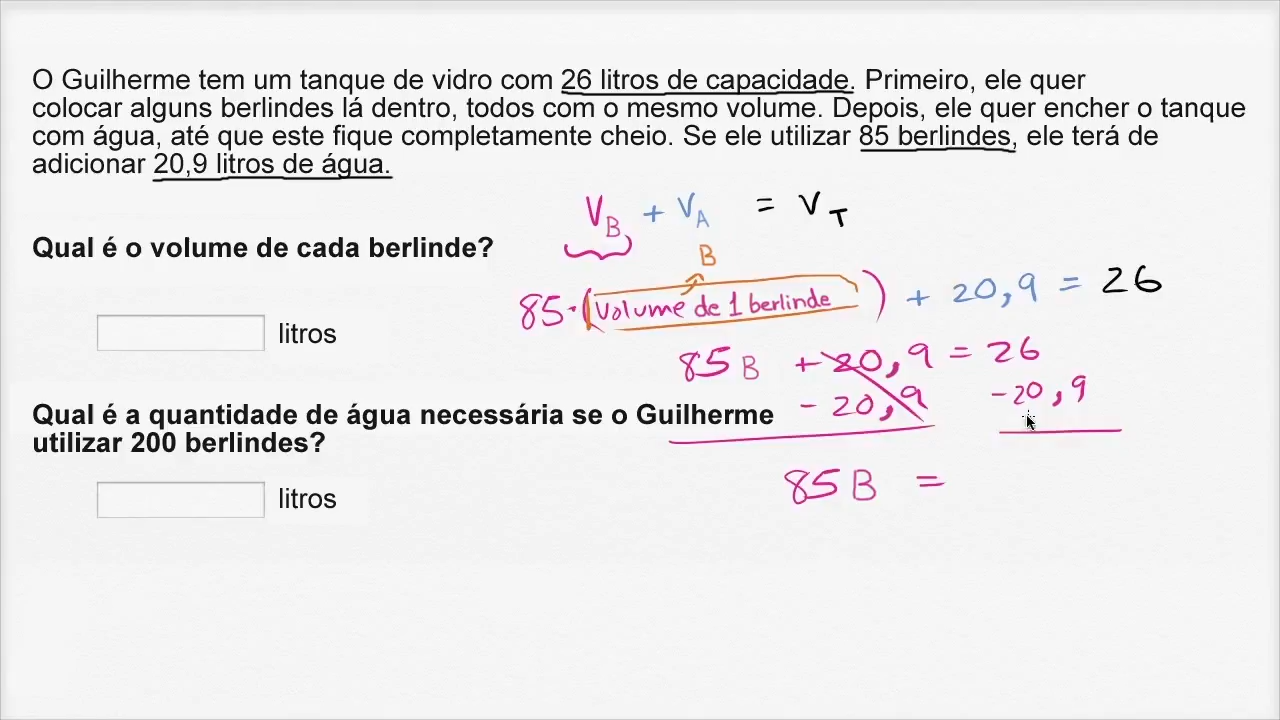 O Guilherme tem um tanque de vidro com 26 litros de capacidade. Primeiro, ele quer
colocar alguns berlindes lá dentro, todos com o mesmo volume. Depois, ele quer encher o tanque
com água, até que este fique completamente cheio. Se ele utilizar 85 berlindes, ele terá de
adicionar 20,9 litros de água.
V_B + V_A = V_T
Qual é o volume de cada berlinde?
B
85·(Volume de 1 berlinde) + 20,9 = 26
litros
85B + 20,9 = 26
- 20,9 - 20,9
Qual é a quantidade de água necessária se o Guilherme
utilizar 200 berlindes?
85B =
litros